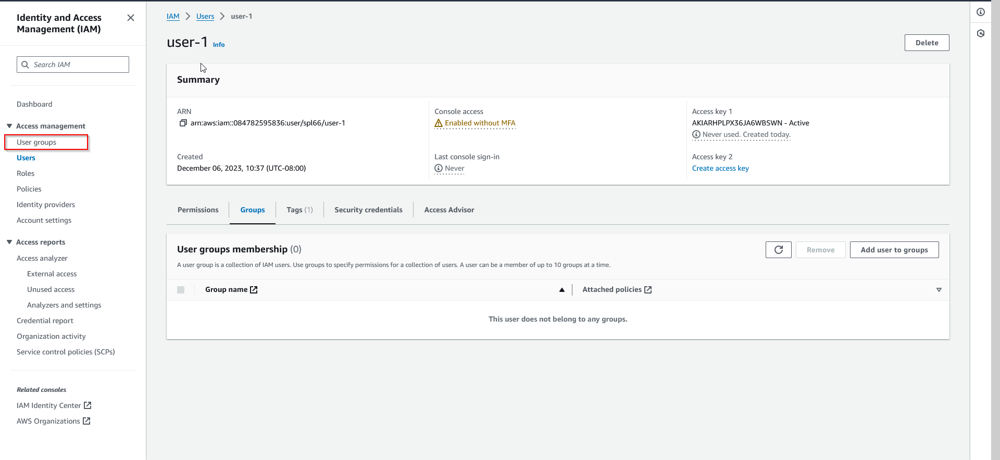 Identity and Access
Management (IAM)
Search IAM
Dashboard
Access management
User groups
Users
Roles
Policies
Identity providers
Account settings
Access reports
Access analyzer
External access
Unused access
Analyzers and settings
Credential report
Organization activity
Service control policies (SCPs)
Related consoles
IAM Identity Center
AWS Organizations
IAM > Users > user-1
user-1 Info
Delete
Summary
ARN
arn:aws:iam::084782595836:user/spl66/user-1
Created
December 06, 2023, 10:37 (UTC-08:00)
Console access
Enabled without MFA
Last console sign-in
Never
Access key 1
AKIARHPLPX36JA6WBSWN - Active
Never used. Created today.
Access key 2
Create access key
Permissions
Groups
Tags (1)
Security credentials
Access Advisor
User groups membership (0)
A user group is a collection of IAM users. Use groups to specify permissions for a collection of users. A user can be a member of up to 10 groups at a time.
Remove
Add user to groups
Group name
Attached policies
This user does not belong to any groups.